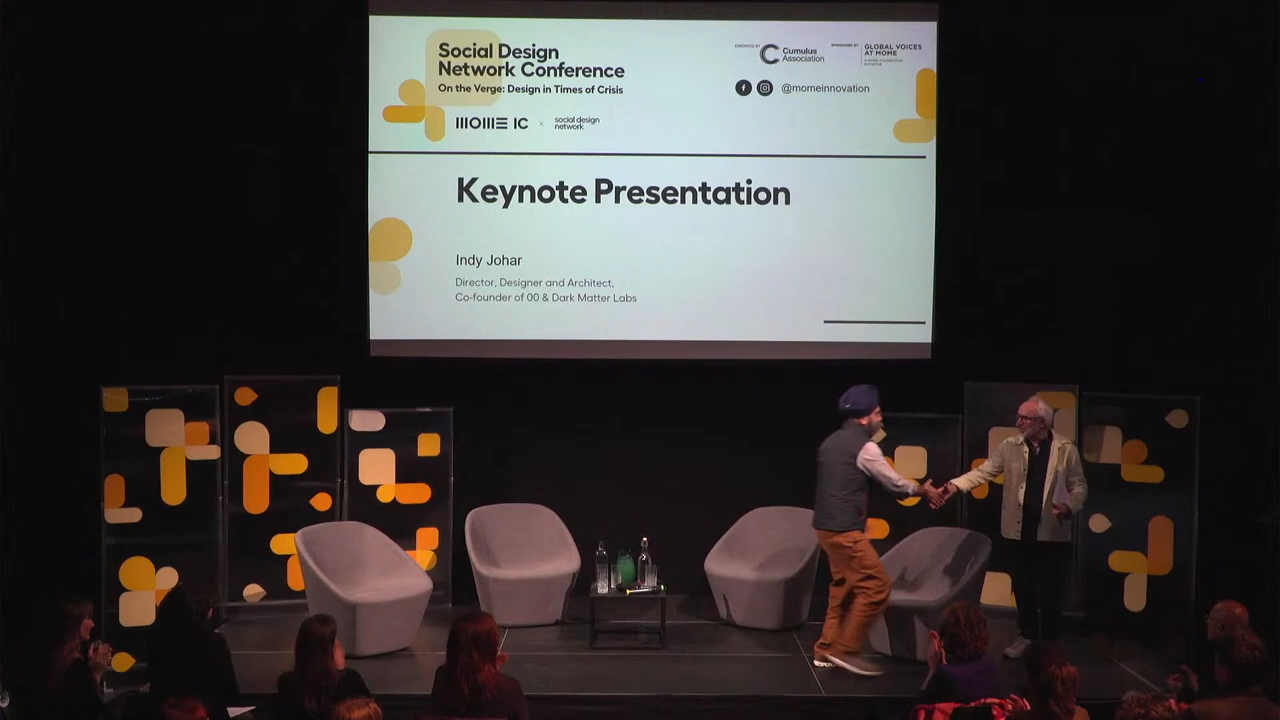 Social Design
Network Conference
On the Verge: Design in Times of Crisis
MOME IC × social design
network
Cumulus
Association
GLOBAL VOICES
AT MOME
@momeinnovation
Keynote Presentation
Indy Johar
Director, Designer and Architect,
Co-founder of 00 & Dark Matter Labs